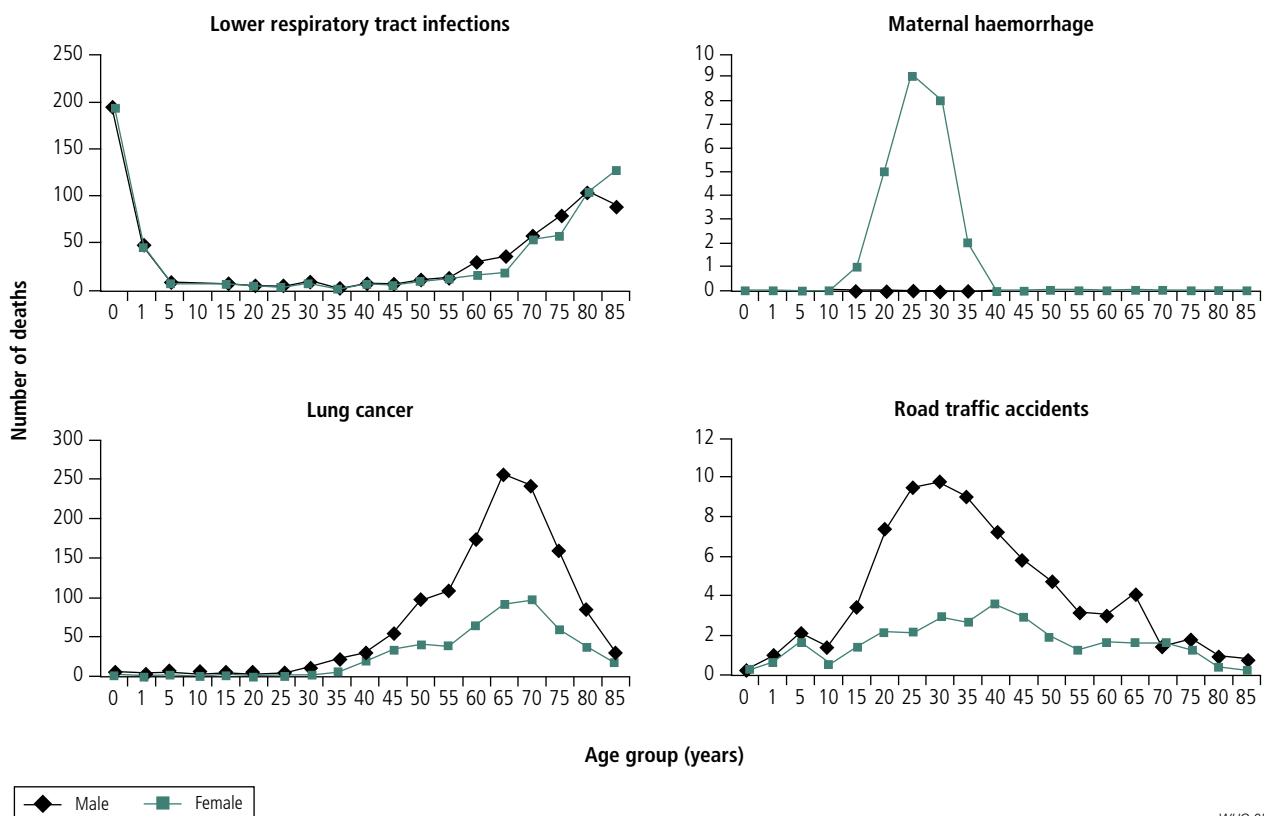 Lower respiratory tract infections
250
200
150
100
50
0
0 1 5 10 15 20 25 30 35 40 45 50 55 60 65 70 75 80 85
Maternal haemorrhage
10
9
8
7
6
5
4
3
2
1
0
0 1 5 10 15 20 25 30 35 40 45 50 55 60 65 70 75 80 85
Number of deaths
Lung cancer
300
250
200
150
100
50
0
0 1 5 10 15 20 25 30 35 40 45 50 55 60 65 70 75 80 85
Road traffic accidents
12
10
8
6
4
2
0
0 1 5 10 15 20 25 30 35 40 45 50 55 60 65 70 75 80 85
Age group (years)
Male Female
WHO